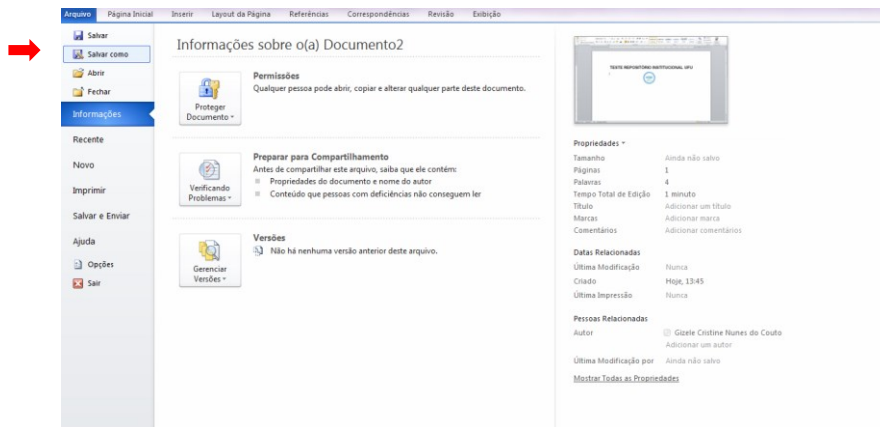 Arquivo Página Inicial Inserir Layout da Página Referências Correspondências Revisão Exibição
Salvar
Salvar como
Abrir
Fechar
Informações
Recente
Novo
Imprimir
Salvar e Enviar
Ajuda
Opções
Sair
Informações sobre o(a) Documento2
Proteger
Documento
Permissões
Qualquer pessoa pode abrir, copiar e alterar qualquer parte deste documento.
Verificando
Problemas
Preparar para Compartilhamento
Antes de compartilhar este arquivo, saiba que ele contém:
Propriedades do documento e nome do autor
Conteúdo que pessoas com deficiências não conseguem ler
Gerenciar
Versões
Versões
Não há nenhuma versão anterior deste arquivo.
TESTE REPOSITÓRIO INSTITUCIONAL UFU
Propriedades
Tamanho Ainda não salvo
Páginas 1
Palavras 4
Tempo Total de Edição 1 minuto
Título Adicionar um título
Marcas Adicionar marca
Comentários Adicionar comentários
Datas Relacionadas
Última Modificação Nunca
Criado Hoje, 13:45
Última Impressão Nunca
Pessoas Relacionadas
Autor Gizele Cristine Nunes do Couto
Adicionar um autor
Última Modificação por Ainda não salvo
Mostrar Todas as Propriedades